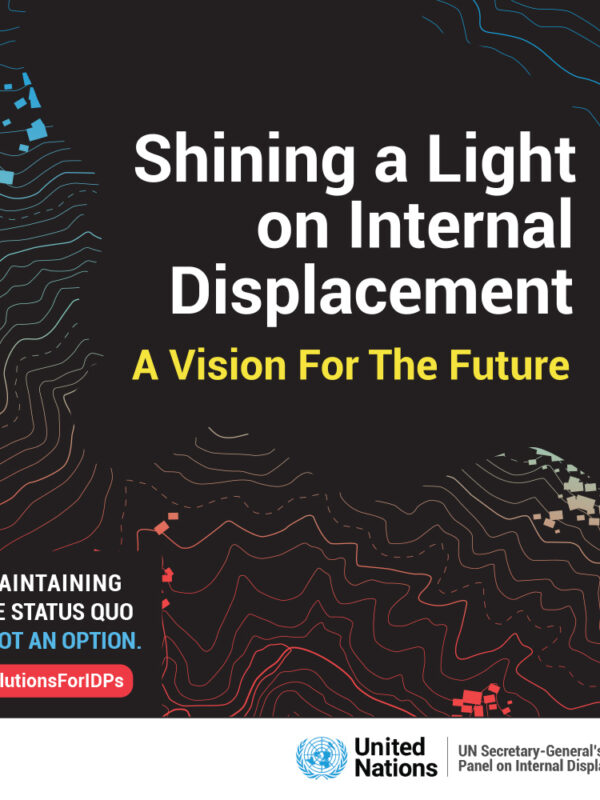 Shining a Light
on Internal
Displacement
A Vision For The Future
AINTAINING
E STATUS QUO
OT AN OPTION.
lutionsForIDPs
United
Nations
UN Secretary-General's
Panel on Internal Displa